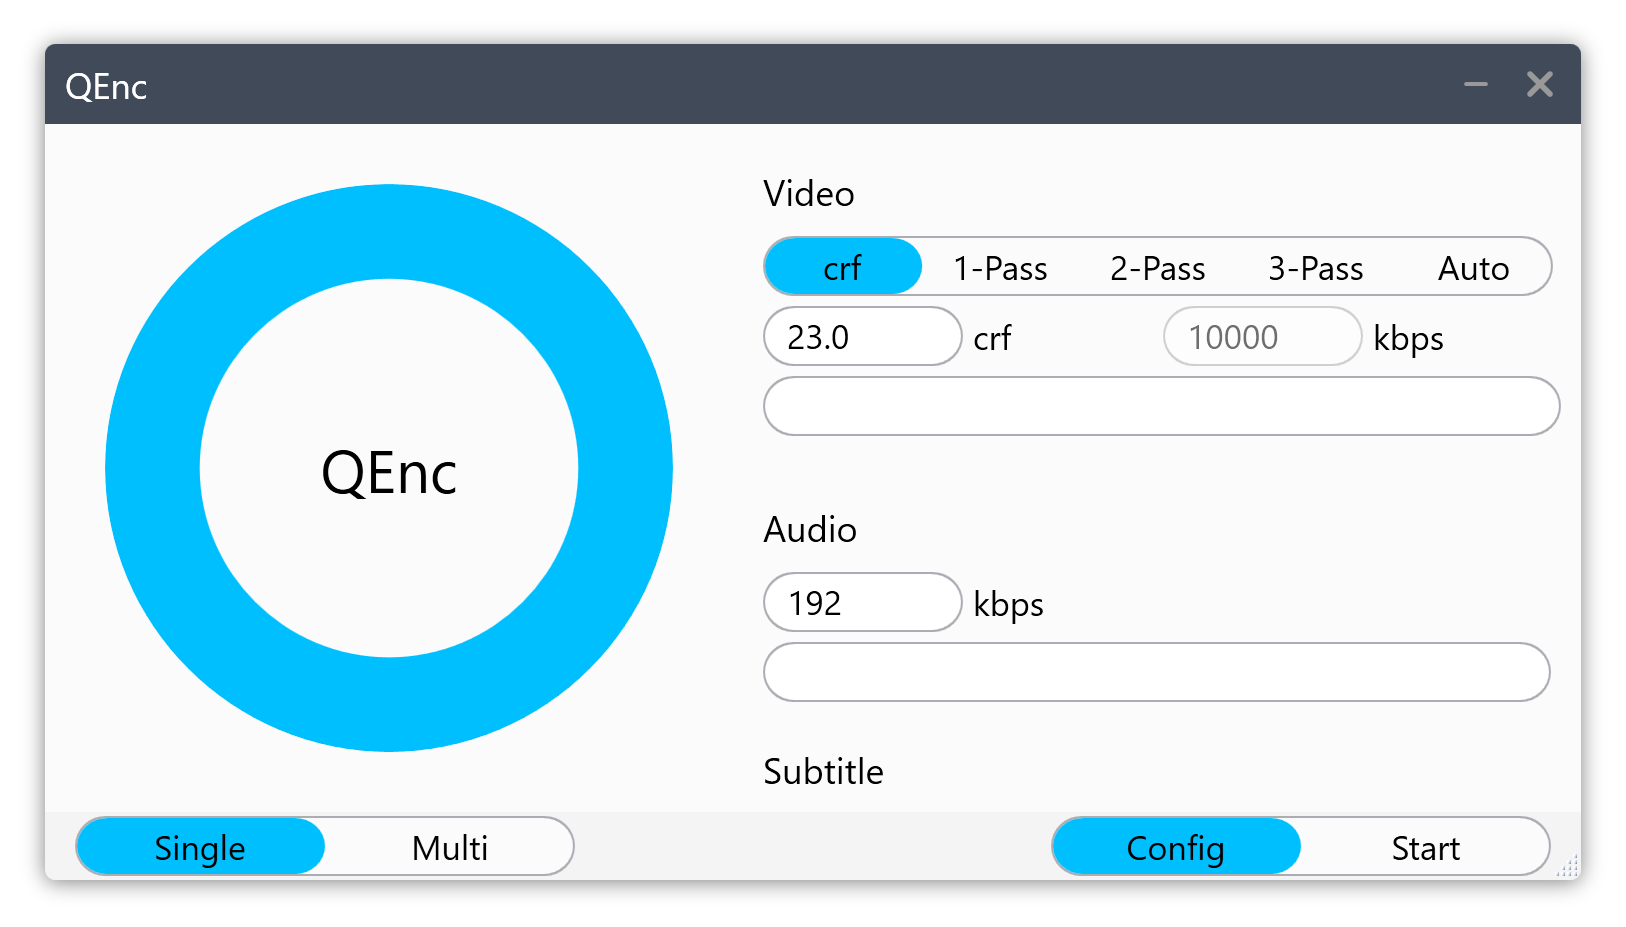 QEnc
QEnc
Video
crf 1-Pass 2-Pass 3-Pass Auto
23.0 crf 10000 kbps
Audio
192 kbps
Subtitle
Single Multi
Config Start